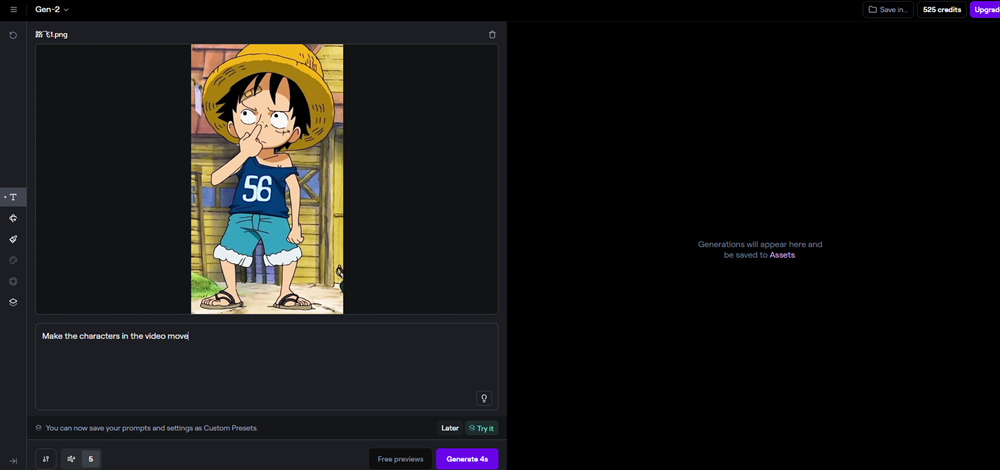 Gen-2
Save in...
525 credits
Upgrade
路飞1.png
56
T
Make the characters in the video move
Generations will appear here and
be saved to Assets
You can now save your prompts and settings as Custom Presets.
Later
Try it
5
Free previews
Generate 4s